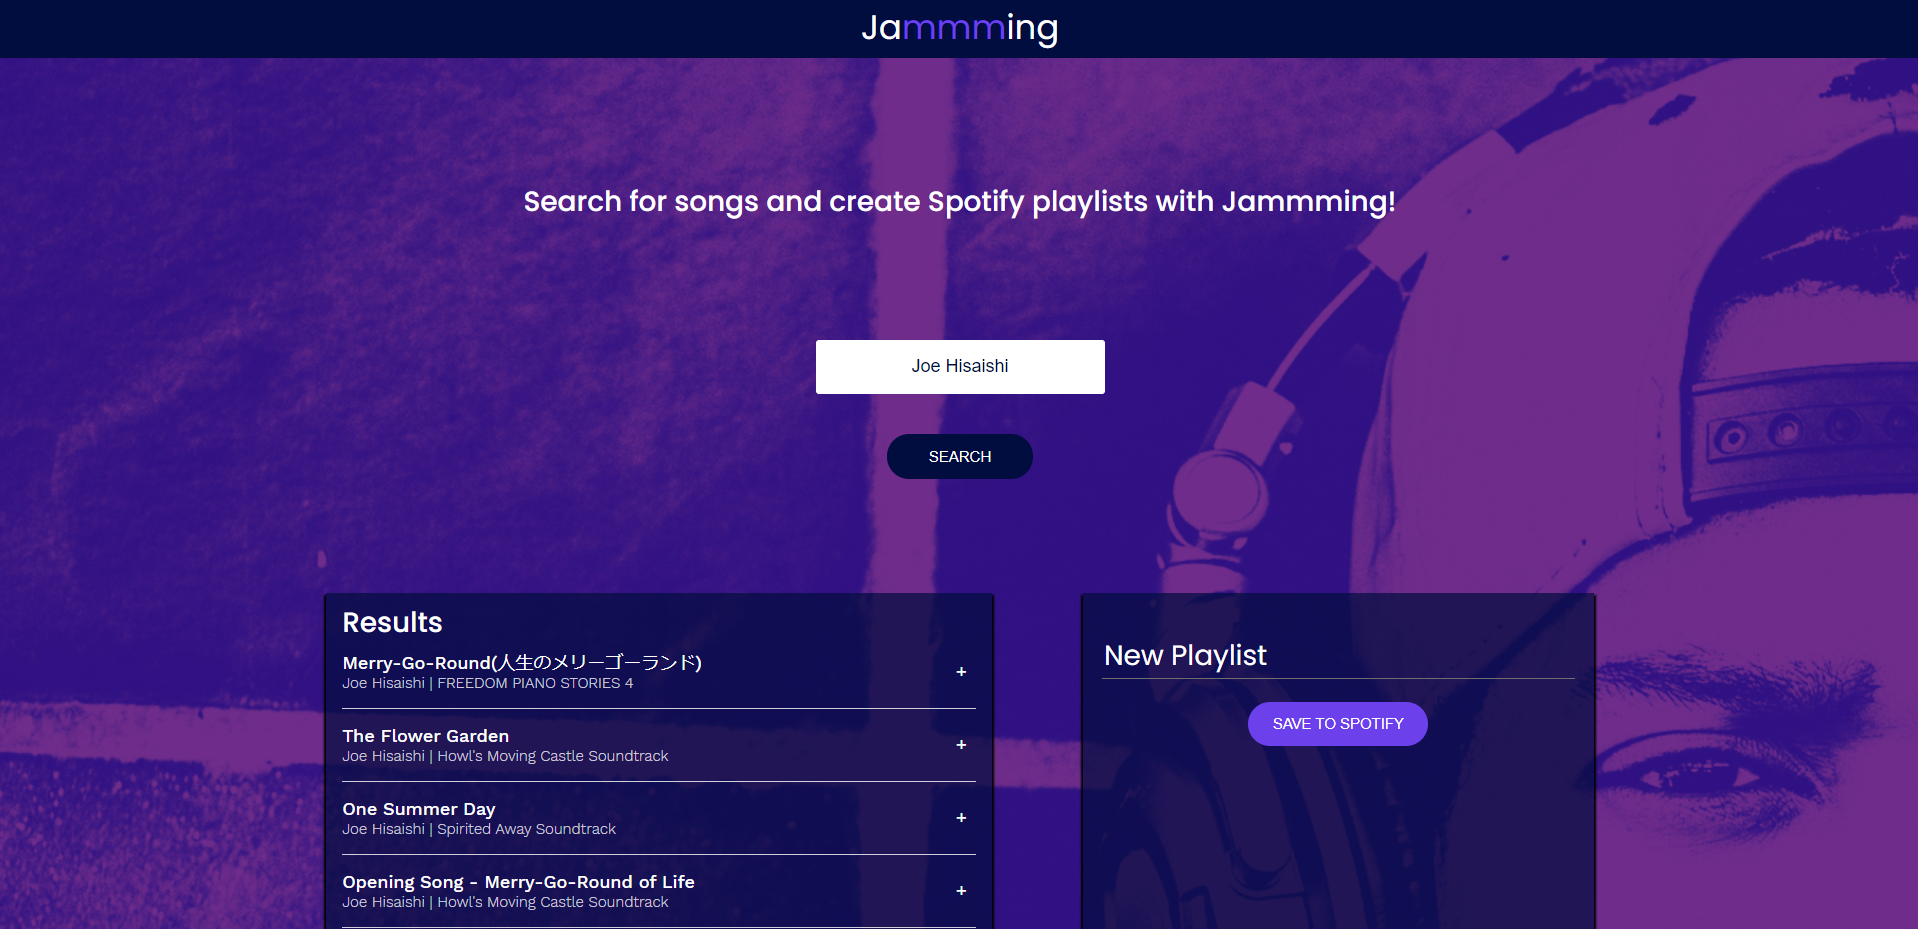 Jammming
Search for songs and create Spotify playlists with Jammming!
Joe Hisaishi
SEARCH
Results
Merry-Go-Round(人生のメリーゴーランド)
Joe Hisaishi | FREEDOM PIANO STORIES 4
+
The Flower Garden
Joe Hisaishi | Howl's Moving Castle Soundtrack
+
One Summer Day
Joe Hisaishi | Spirited Away Soundtrack
+
Opening Song - Merry-Go-Round of Life
Joe Hisaishi | Howl's Moving Castle Soundtrack
+
New Playlist
SAVE TO SPOTIFY